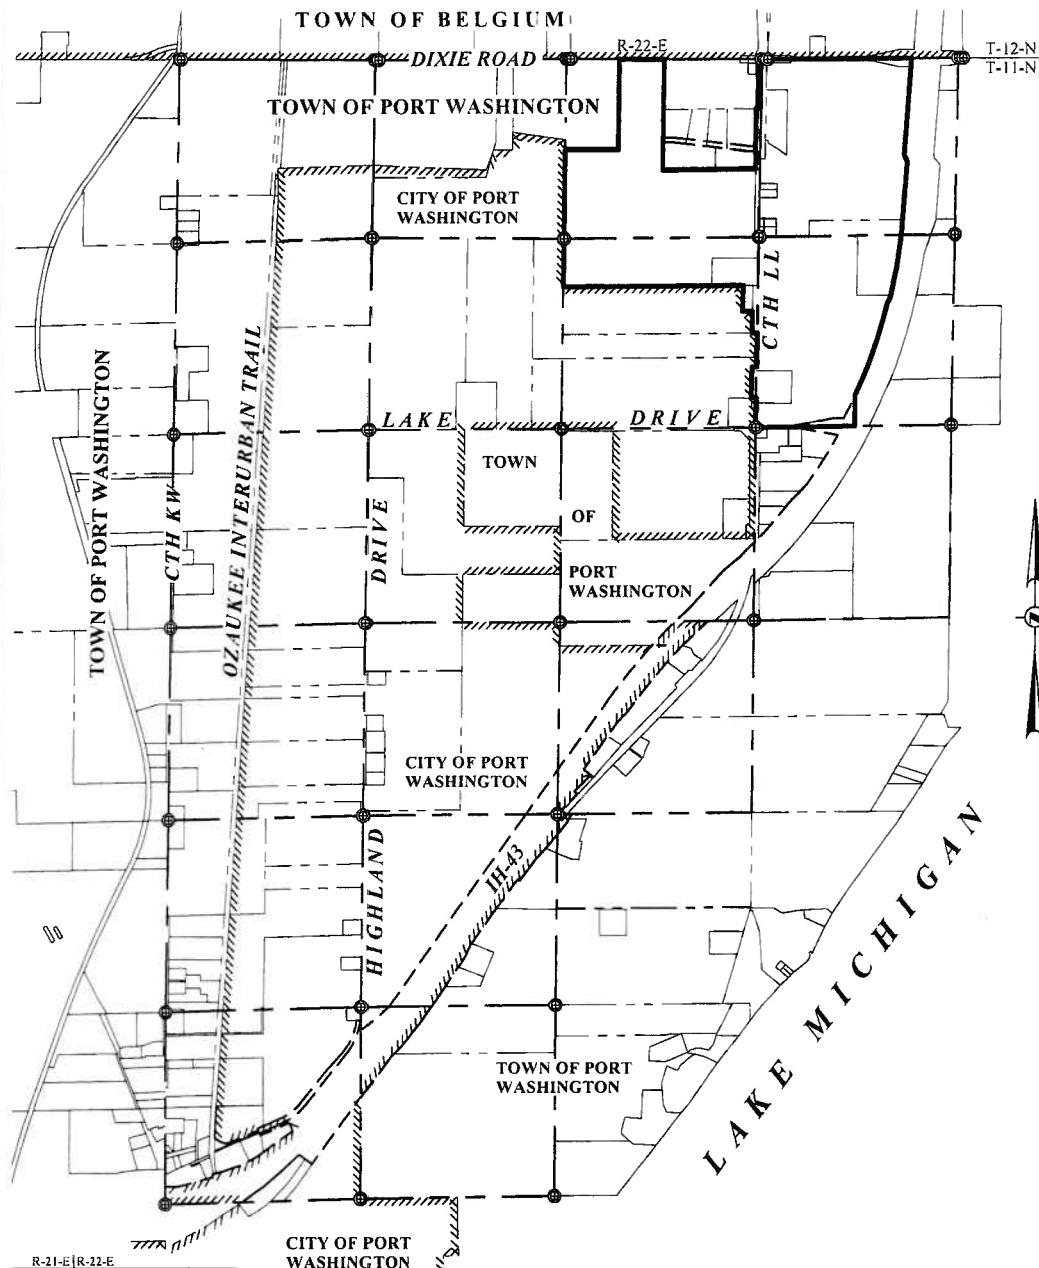 TOWN OF BELGIUM
R-22-E
DIXIE ROAD
T-12-N
T-11-N
TOWN OF PORT WASHINGTON
CITY OF PORT
WASHINGTON
CTH LL
OZAUKEE INTERURBAN TRAIL
TOWN OF PORT WASHINGTON
LAKE DRIVE
TOWN
OF
PORT
WASHINGTON
CTH KW
HIGHLAND DRIVE
CITY OF PORT
WASHINGTON
IH-43
LAKE MICHIGAN
TOWN OF PORT
WASHINGTON
CITY OF PORT
WASHINGTON
R-21-E R-22-E